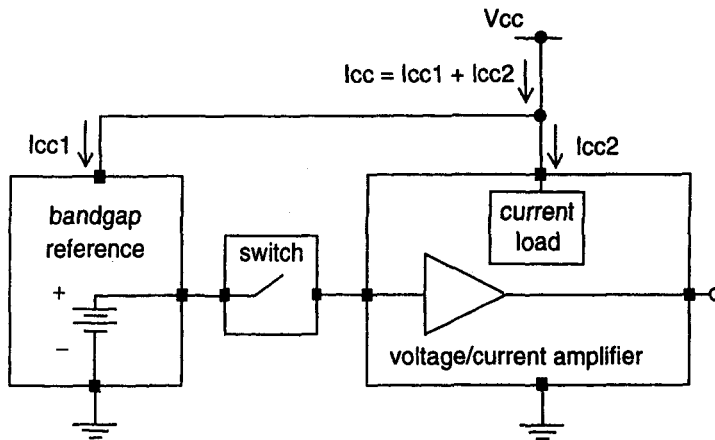 Vcc
Icc = Icc1 + Icc2
Icc1
Icc2
bandgap
reference
current
load
switch
+
−
voltage/current amplifier